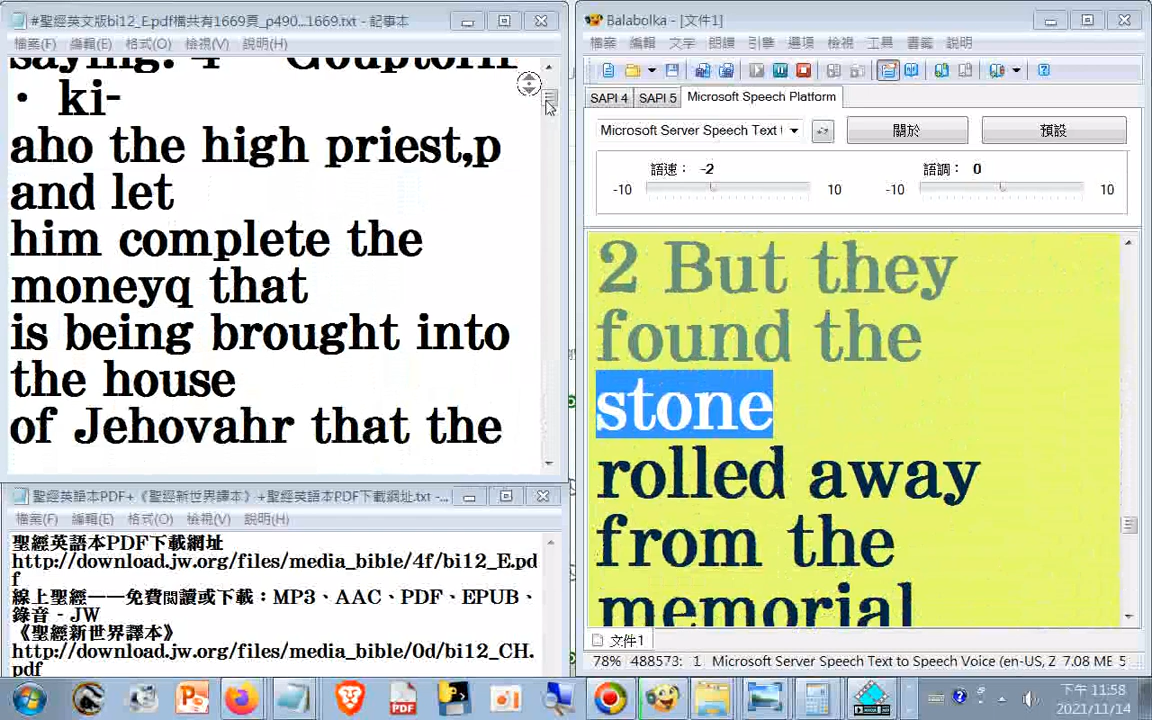 #聖經英文版bi12_E.pdf檔共有1669頁_p490...1669.txt - 記事本
檔案(F) 編輯(E) 格式(O) 檢視(V) 說明(H)
· ki-
aho the high priest,p
and let
him complete the
moneyq that
is being brought into
the house
of Jehovahr that the
聖經英語本PDF+《聖經新世界譯本》+聖經英語本PDF下載網址.txt -...
檔案(F) 編輯(E) 格式(O) 檢視(V) 說明(H)
聖經英語本PDF下載網址
http://download.jw.org/files/media_bible/4f/bi12_E.pd
f
線上聖經——免費閱讀或下載：MP3、AAC、PDF、EPUB、
錄音 - JW
《聖經新世界譯本》
http://download.jw.org/files/media_bible/0d/bi12_CH.
pdf
Balabolka - [文件1]
檔案 編輯 文字 朗讀 引擎 選項 檢視 工具 書籤 說明
SAPI 4 SAPI 5 Microsoft Speech Platform
Microsoft Server Speech Text 關於 預設
語速： -2 語調： 0
-10 10 -10 10
2 But they
found the
stone
rolled away
from the
memorial
文件1
78% 488573: 1 Microsoft Server Speech Text to Speech Voice (en-US, Z 7.08 ME 5
PDF
下午 11:58
2021/11/14